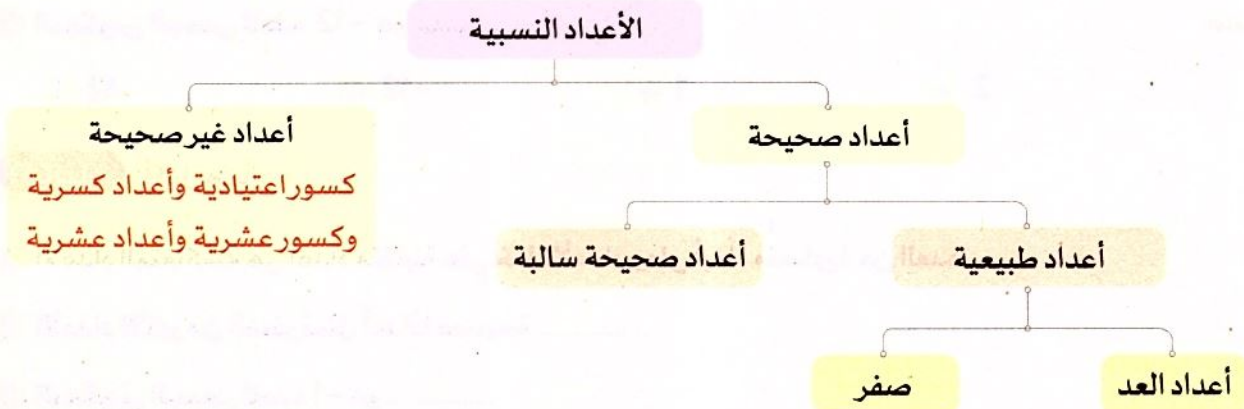 الأعداد النسبية
أعداد صحيحة
أعداد غير صحيحة
كسور اعتيادية وأعداد كسرية
وكسور عشرية وأعداد عشرية
أعداد طبيعية
أعداد صحيحة سالبة
أعداد العد
صفر